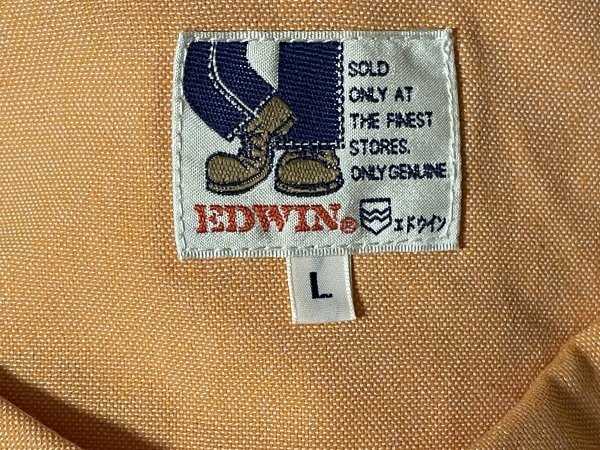 SOLD
ONLY AT
THE FINEST
STORES.
ONLY GENUINE
EDWIN® エドウイン
L